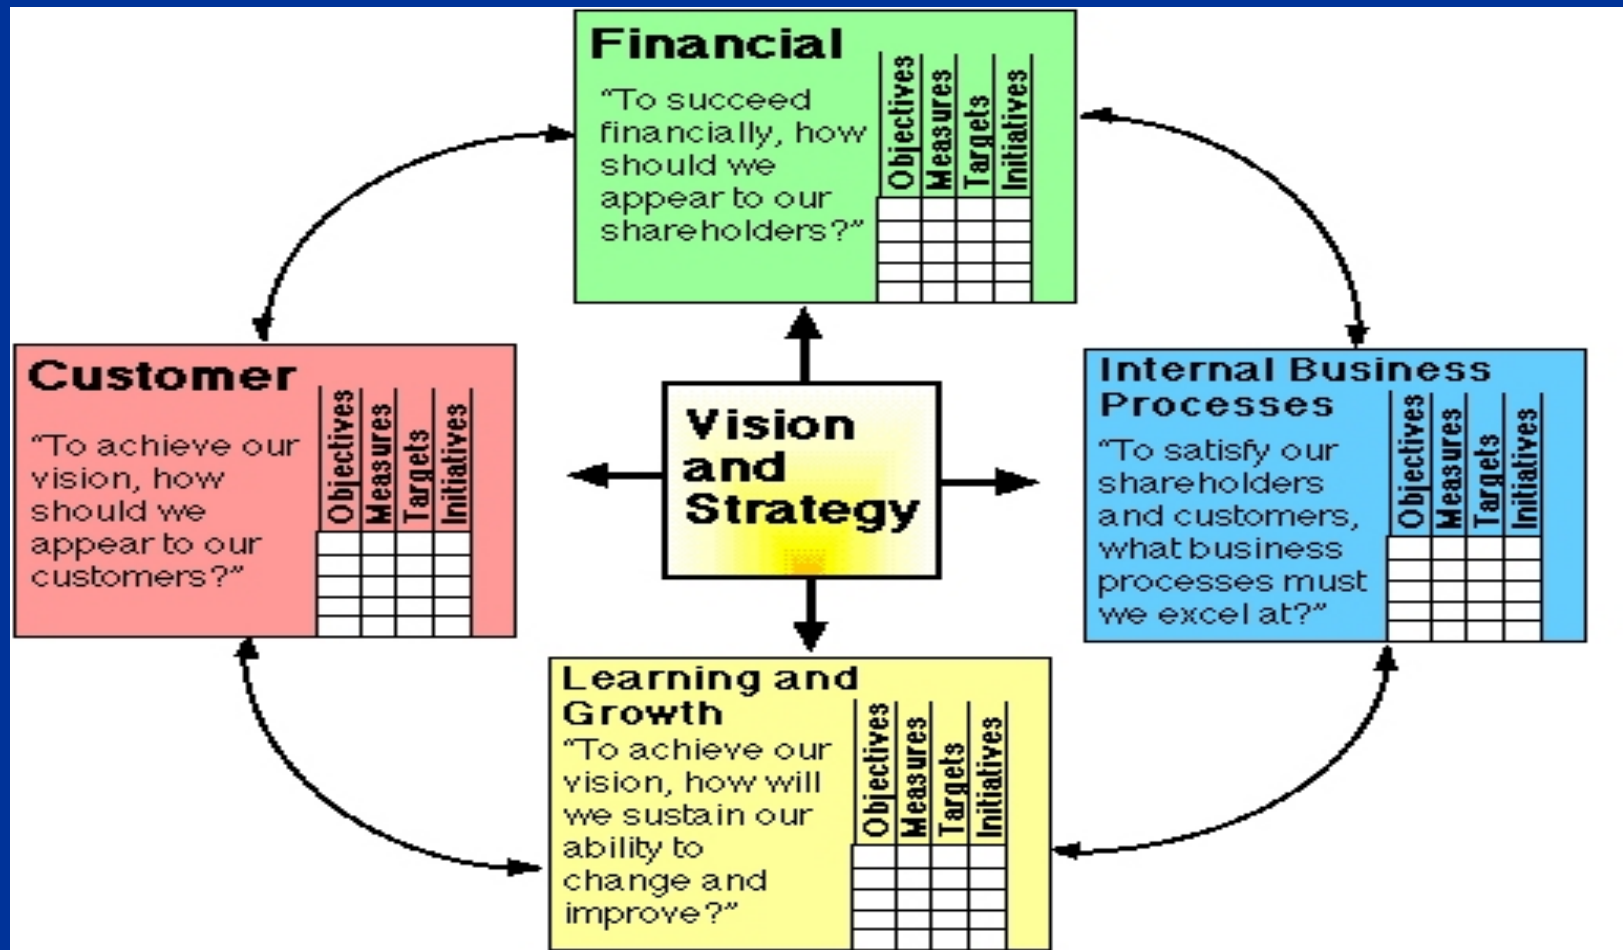 Financial
“To succeed
financially, how
should we
appear to our
shareholders?”
Objectives
Measures
Targets
Initiatives
Customer
“To achieve our
vision, how
should we
appear to our
customers?”
Objectives
Measures
Targets
Initiatives
Vision
and
Strategy
Internal Business
Processes
“To satisfy our
shareholders
and customers,
what business
processes must
we excel at?”
Objectives
Measures
Targets
Initiatives
Learning and
Growth
“To achieve our
vision, how will
we sustain our
ability to
change and
improve?”
Objectives
Measures
Targets
Initiatives